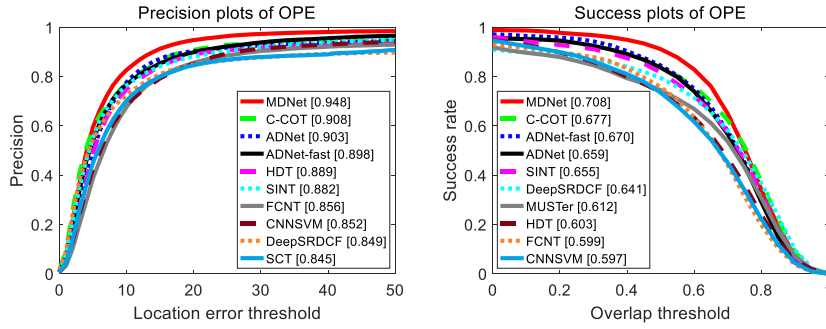 Precision plots of OPE
1
0.8
0.6
0.4
0.2
0
Precision
MDNet [0.948]
C-COT [0.908]
ADNet [0.903]
ADNet-fast [0.898]
HDT [0.889]
SINT [0.882]
FCNT [0.856]
CNNSVM [0.852]
DeepSRDCF [0.849]
SCT [0.845]
0 10 20 30 40 50
Location error threshold
Success plots of OPE
1
0.8
0.6
0.4
0.2
0
Success rate
MDNet [0.708]
C-COT [0.677]
ADNet-fast [0.670]
ADNet [0.659]
SINT [0.655]
DeepSRDCF [0.641]
MUSTer [0.612]
HDT [0.603]
FCNT [0.599]
CNNSVM [0.597]
0 0.2 0.4 0.6 0.8
Overlap threshold